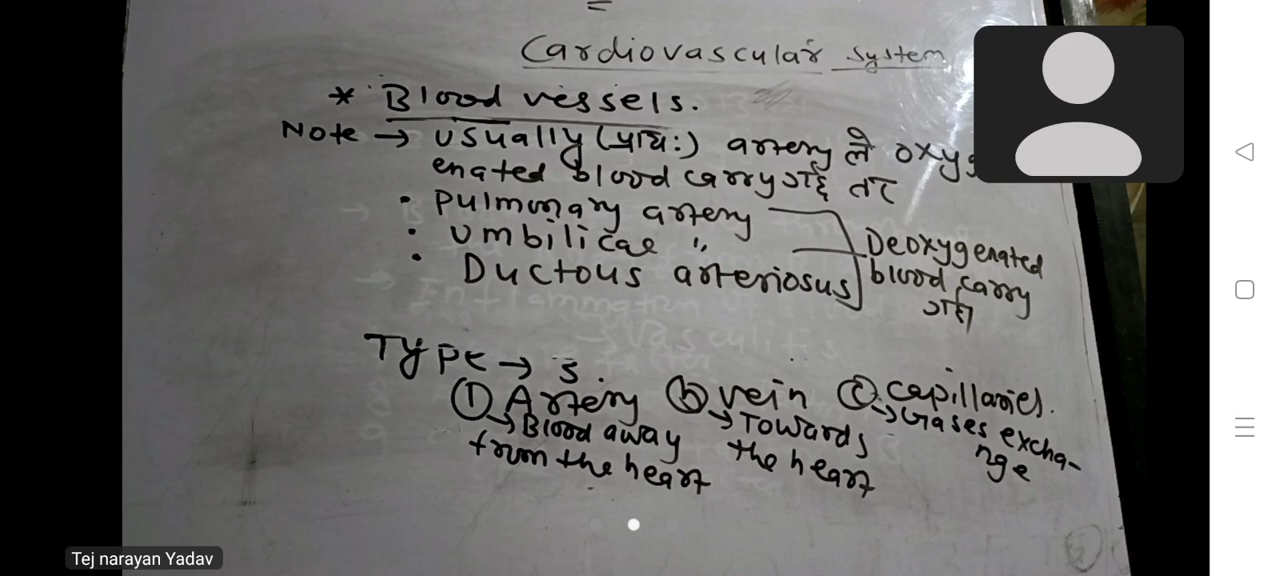 Cardiovascular System
* Blood vessels.
Note → usually (प्राय:) artery ले oxyg
enated blood carry गर्छ तर
• Pulmonary artery
• Umbilical "
• Ductous arteriosus
Deoxygenated
blood carry
गर्छ।
Type → 3.
① Artery ⓑ vein ⓒ capillaries.
→ Blood away
from the heart
→ Towards
the heart
→ Gases excha-
nge
Tej narayan Yadav